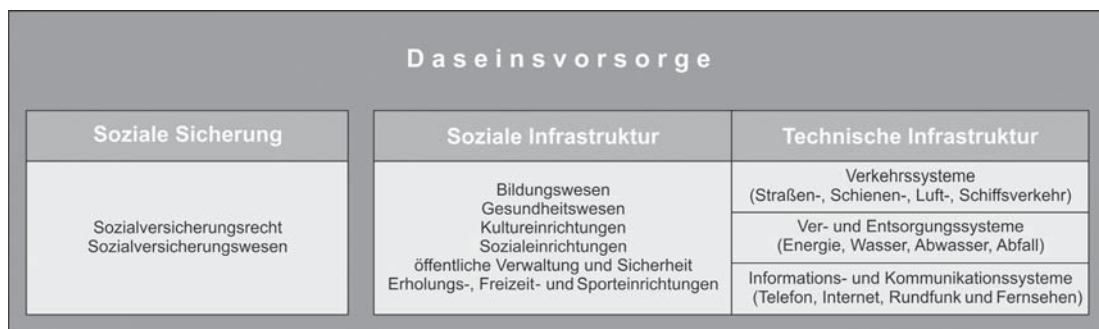 Daseinsvorsorge
Soziale Sicherung
Sozialversicherungsrecht
Sozialversicherungswesen
Soziale Infrastruktur
Bildungswesen
Gesundheitswesen
Kultureinrichtungen
Sozialeinrichtungen
öffentliche Verwaltung und Sicherheit
Erholungs-, Freizeit- und Sporteinrichtungen
Technische Infrastruktur
Verkehrssysteme
(Straßen-, Schienen-, Luft-, Schiffsverkehr)
Ver- und Entsorgungssysteme
(Energie, Wasser, Abwasser, Abfall)
Informations- und Kommunikationssysteme
(Telefon, Internet, Rundfunk und Fernsehen)